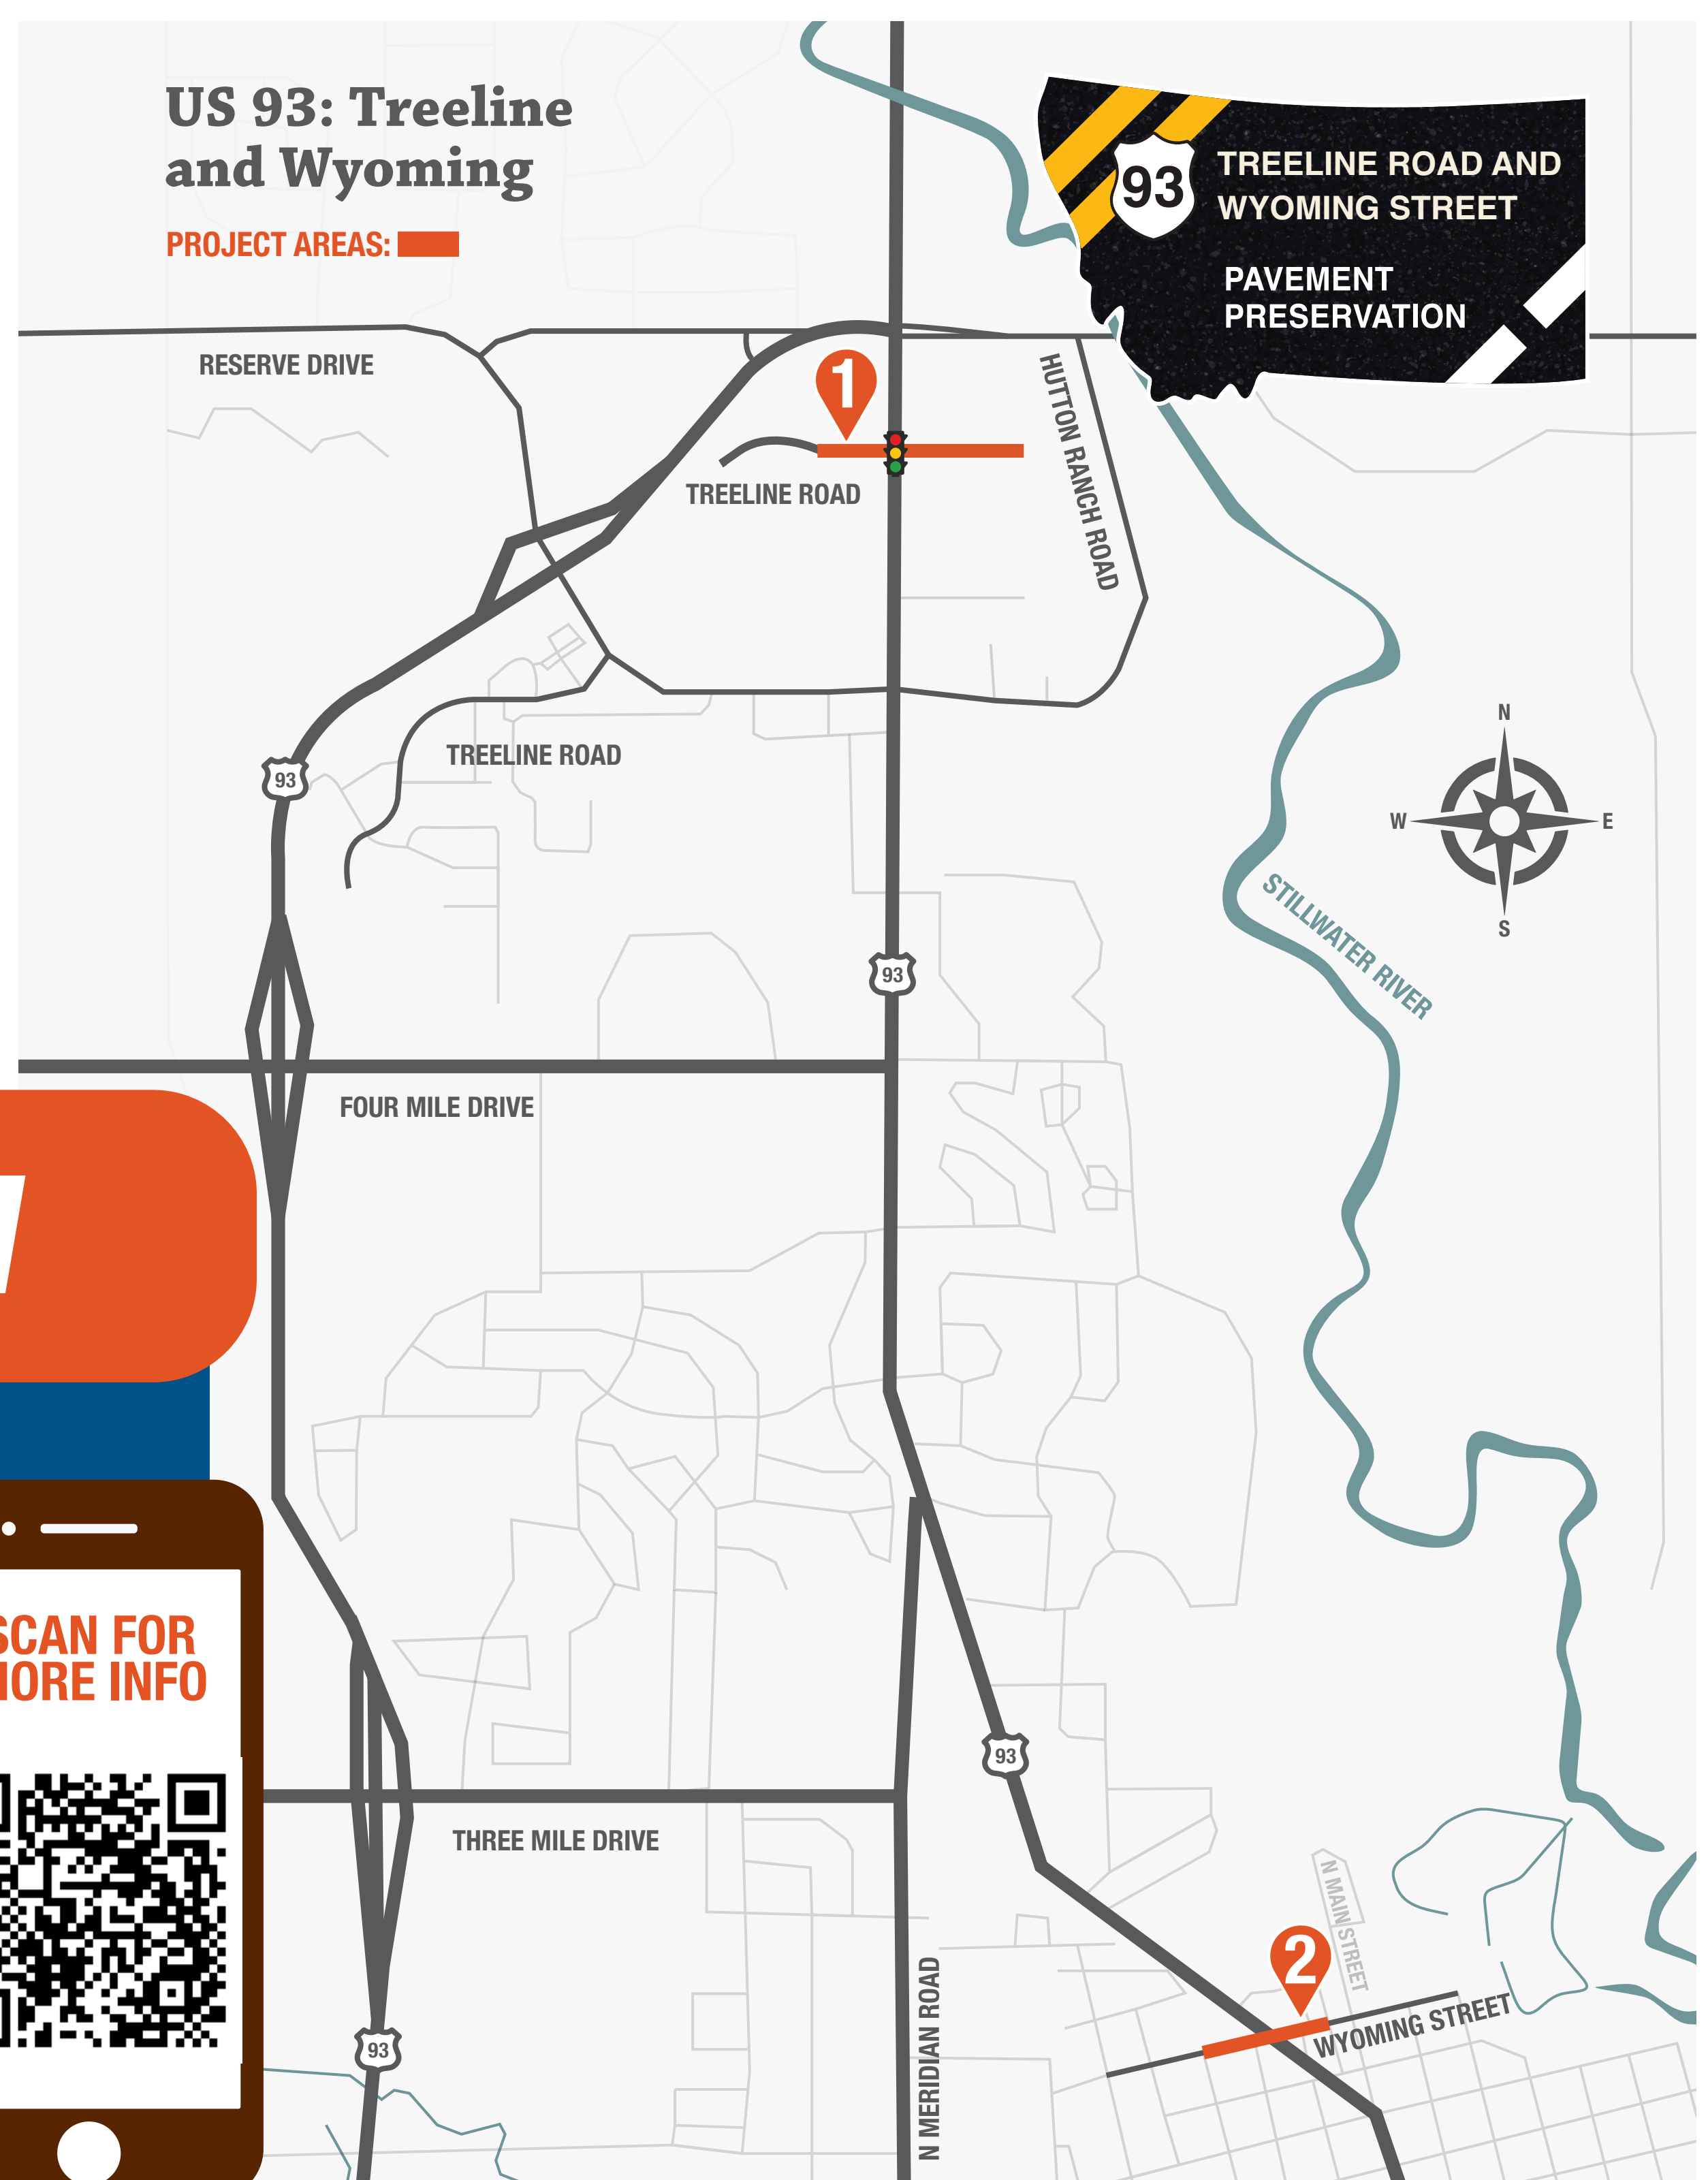 US 93: Treeline
and Wyoming
PROJECT AREAS:
93
TREELINE ROAD AND
WYOMING STREET
PAVEMENT
PRESERVATION
RESERVE DRIVE
1
HUTTON RANCH ROAD
TREELINE ROAD
TREELINE ROAD
93
N
W
E
S
STILLWATER RIVER
93
FOUR MILE DRIVE
SCAN FOR
MORE INFO
93
THREE MILE DRIVE
N MAIN STREET
2
WYOMING STREET
N MERIDIAN ROAD
93